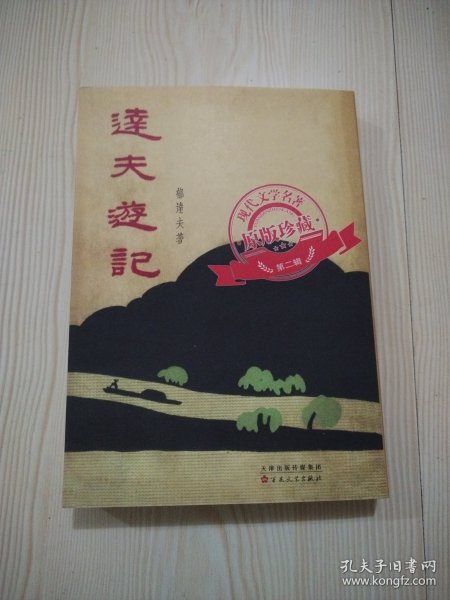 達夫遊記
郁達夫著
现代文学名著
原版珍藏
第二辑
天津出版传媒集团
百花文艺出版社
孔夫子旧书网
www.kongfz.com